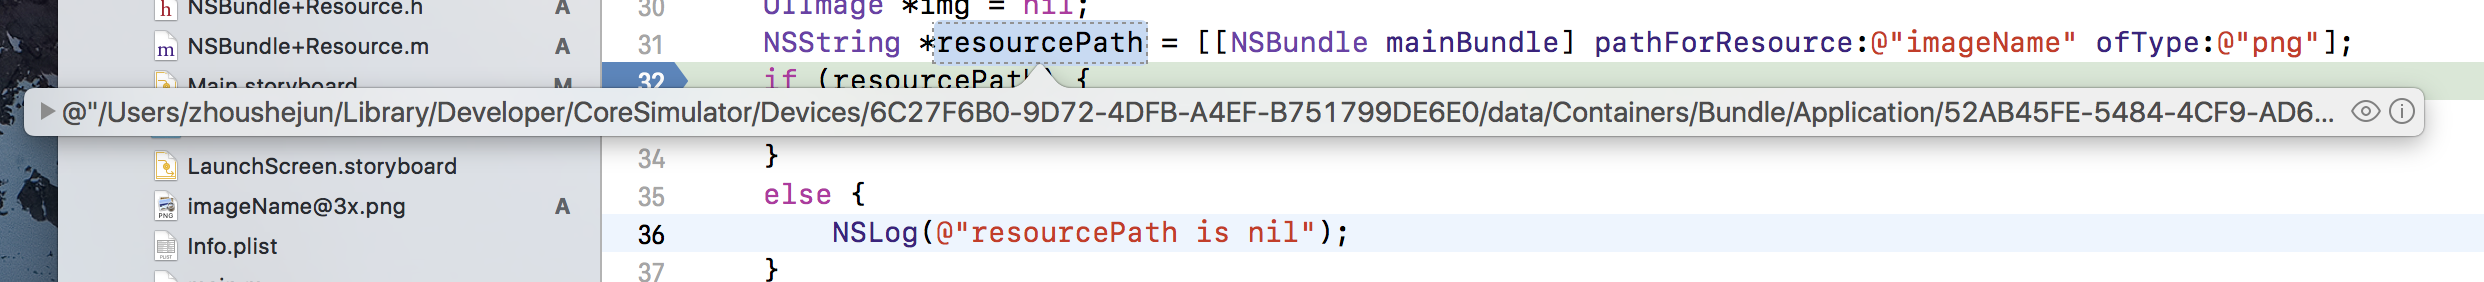 NSBundle+Resource.h A
NSBundle+Resource.m A
Main.storyboard M
LaunchScreen.storyboard
imageName@3x.png A
Info.plist
30 UIImage *img = nil;
31 NSString *resourcePath = [[NSBundle mainBundle] pathForResource:@"imageName" ofType:@"png"];
32 if (resourcePath) {
@"/Users/zhoushejun/Library/Developer/CoreSimulator/Devices/6C27F6B0-9D72-4DFB-A4EF-B751799DE6E0/data/Containers/Bundle/Application/52AB45FE-5484-4CF9-AD6...
34 }
35 else {
36 NSLog(@"resourcePath is nil");
37 }